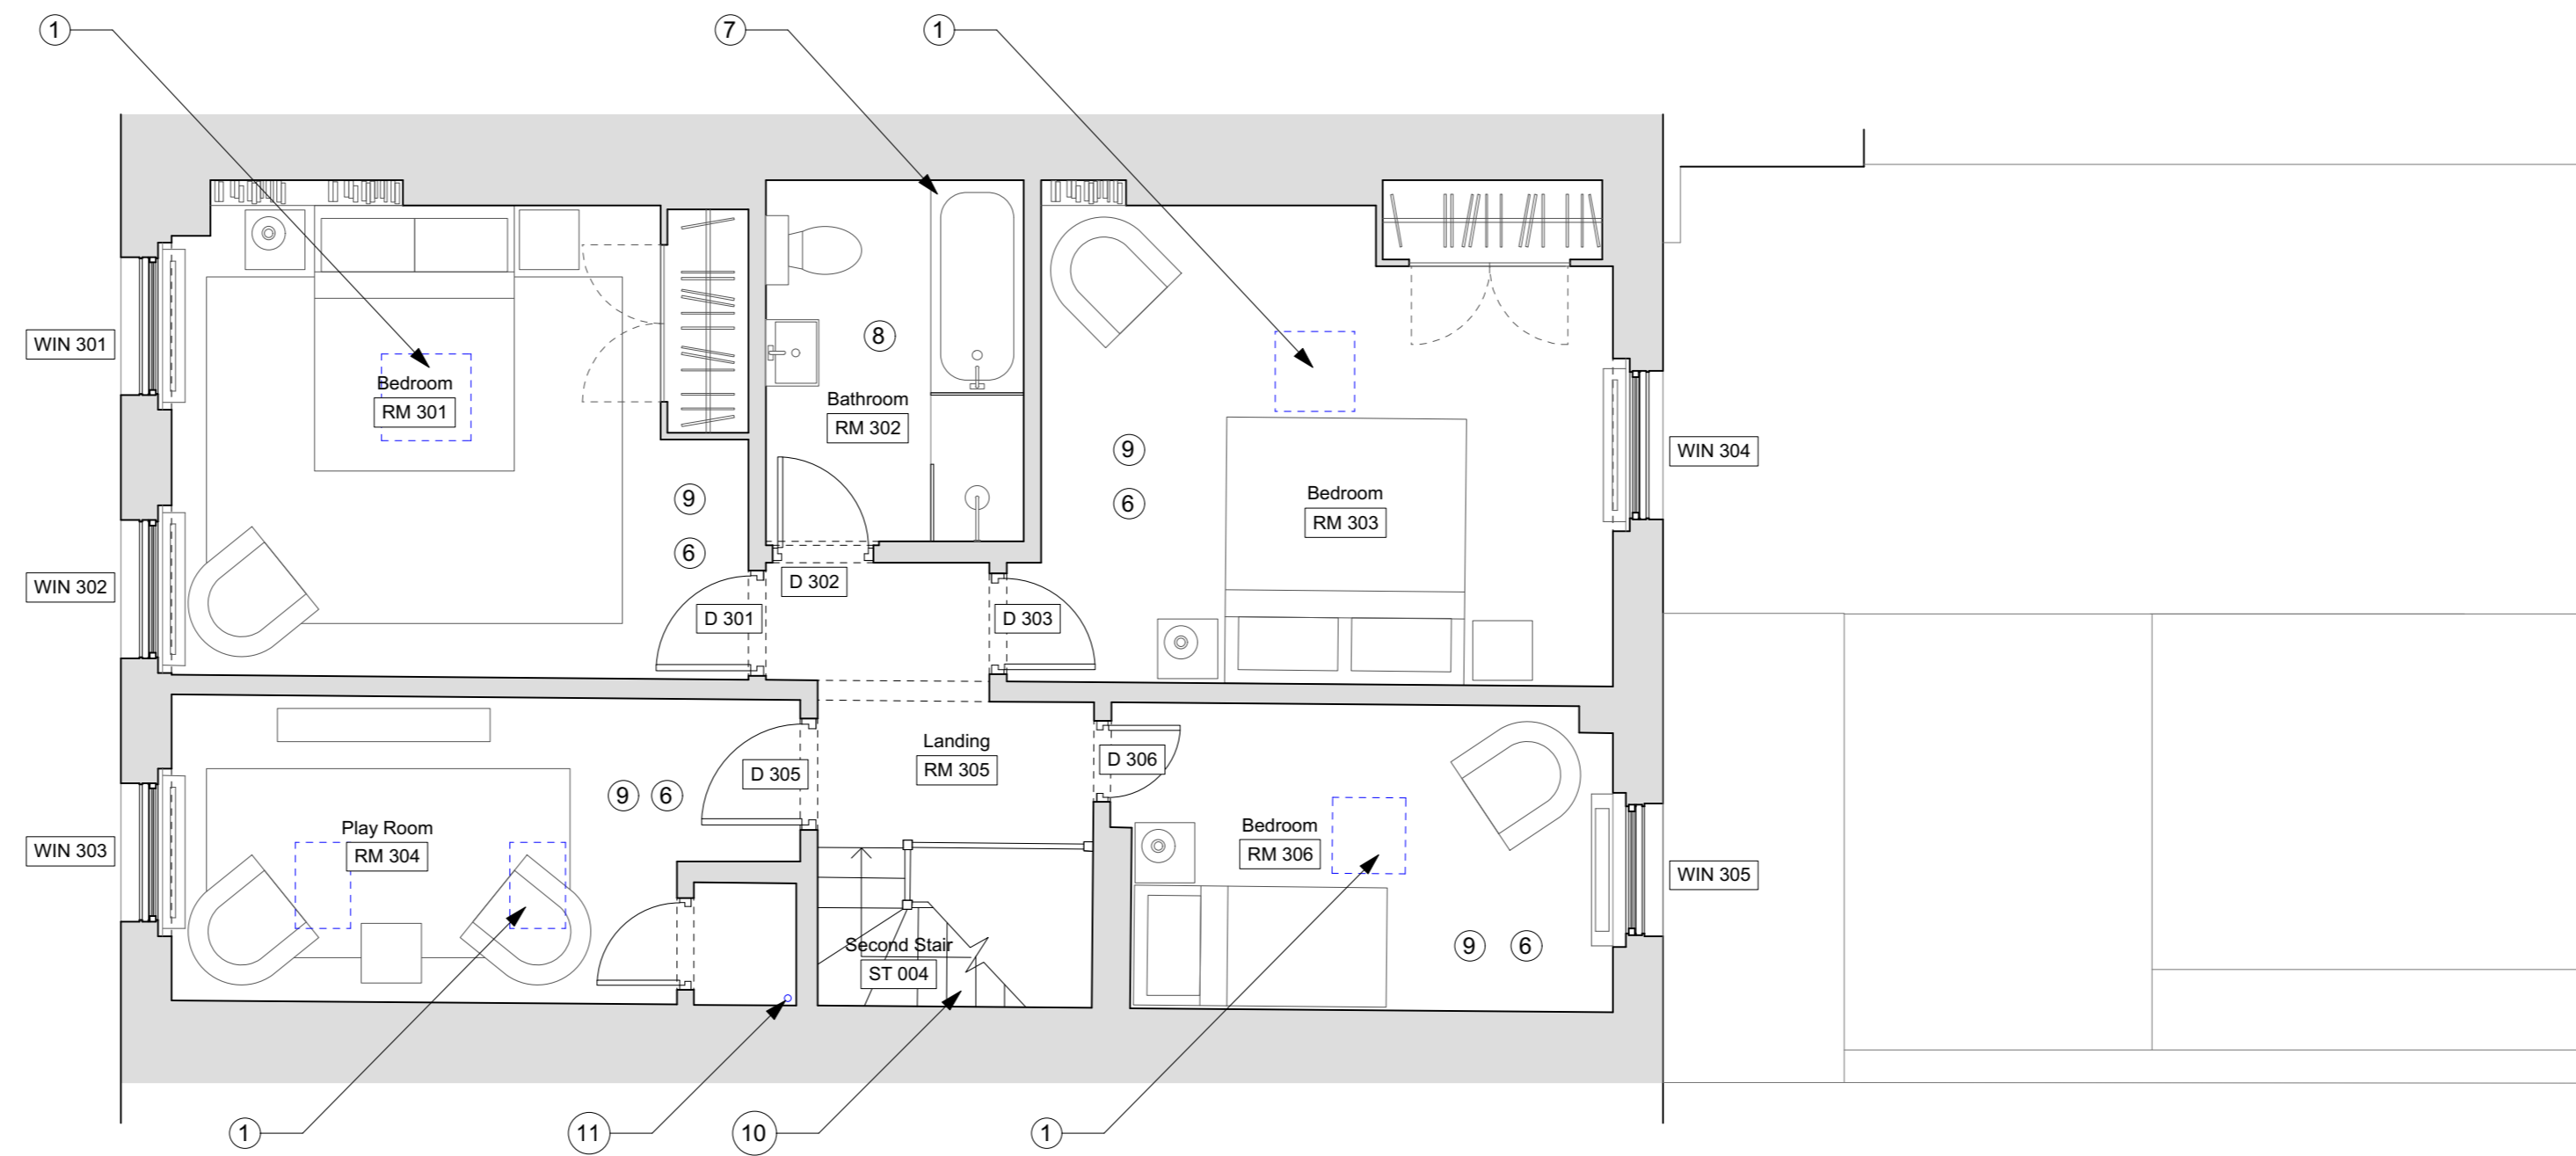 1
7
1
WIN 301
Bedroom
RM 301
8
Bathroom
RM 302
9
6
WIN 304
Bedroom
RM 303
9
6
WIN 302
D 302
D 301
D 303
Landing
RM 305
D 306
D 305
9
6
Play Room
RM 304
WIN 303
Bedroom
RM 306
WIN 305
Second Stair
ST 004
9
6
1
11
10
1